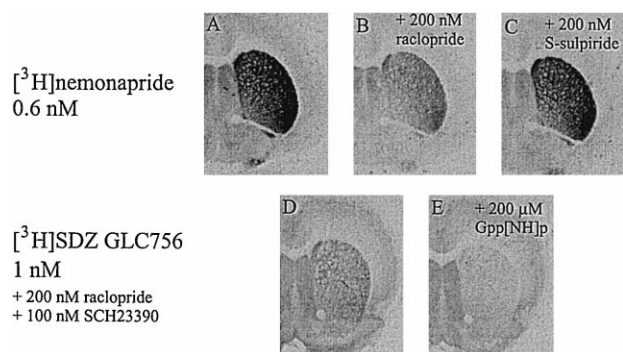 A
B
+ 200 nM
raclopride
C
+ 200 nM
S-sulpiride
[³H]nemonapride
0.6 nM
D
E
+ 200 µM
Gpp[NH]p
[³H]SDZ GLC756
1 nM
+ 200 nM raclopride
+ 100 nM SCH23390